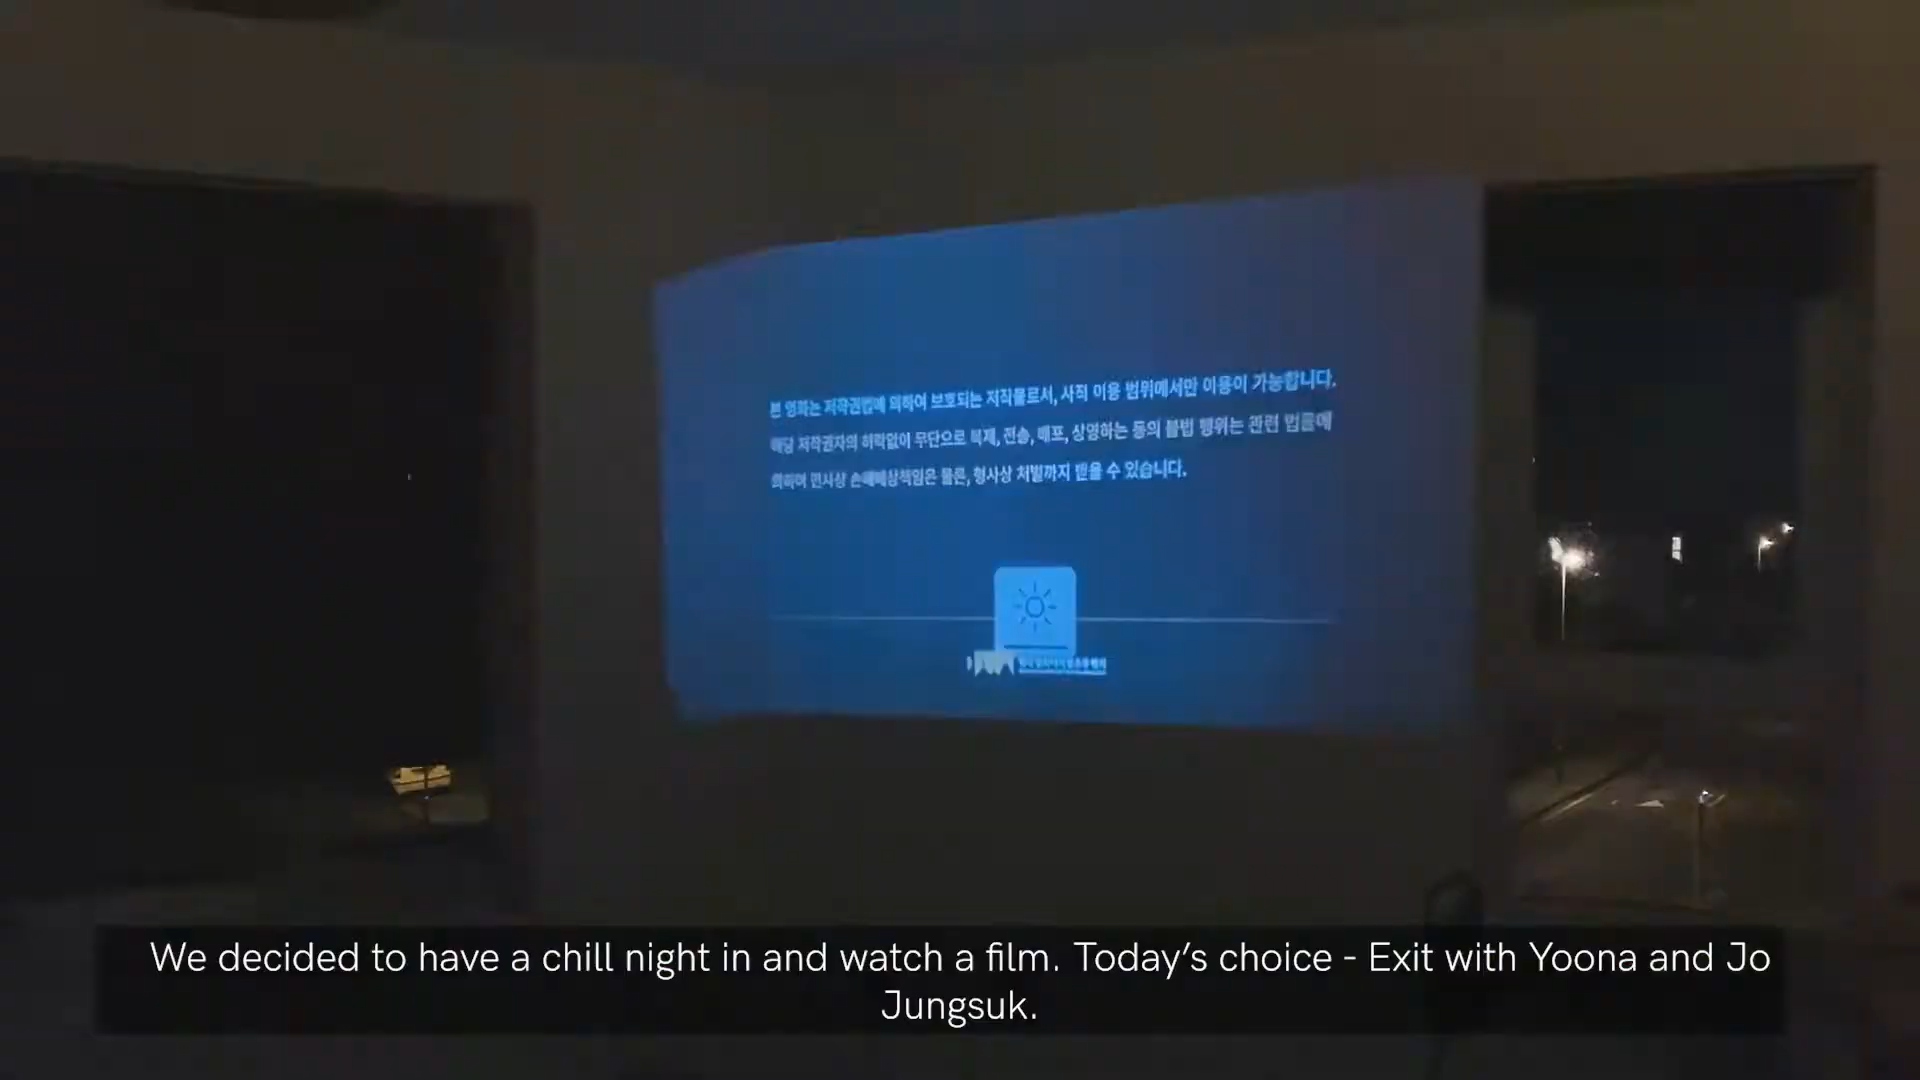 본 영화는 저작권법에 의하여 보호되는 저작물로서, 사적 이용 범위에서만 이용이 가능합니다.
해당 저작권자의 허락없이 무단으로 복제, 전송, 배포, 상영하는 등의 불법 행위는 관련 법률에
의하여 민사상 손해배상책임은 물론, 형사상 처벌까지 받을 수 있습니다.
We decided to have a chill night in and watch a film. Today's choice - Exit with Yoona and Jo
Jungsuk.